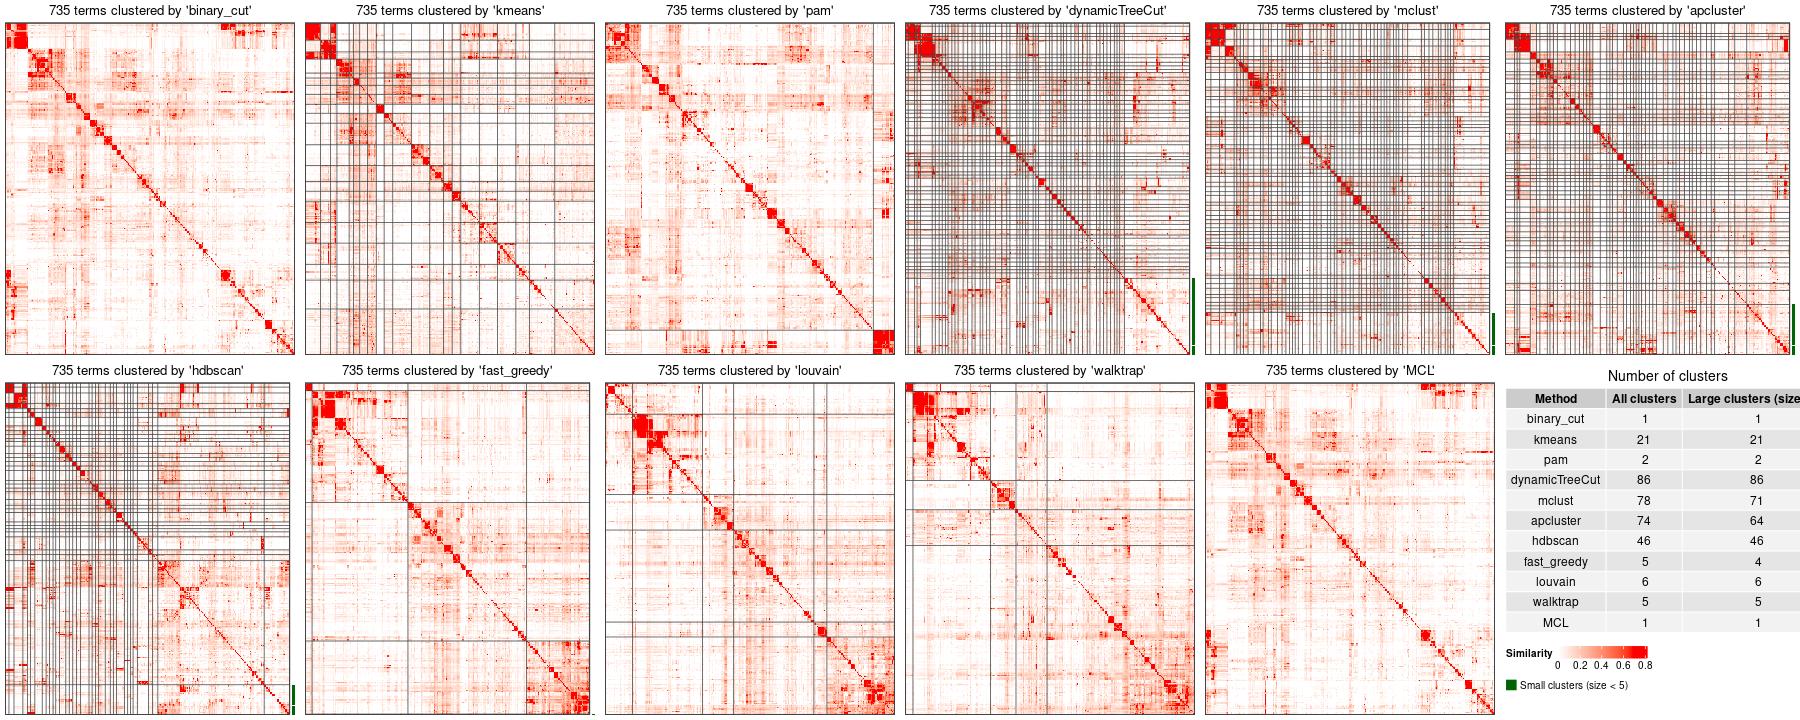 735 terms clustered by 'binary_cut'
735 terms clustered by 'kmeans'
735 terms clustered by 'pam'
735 terms clustered by 'dynamicTreeCut'
735 terms clustered by 'mclust'
735 terms clustered by 'apcluster'
735 terms clustered by 'hdbscan'
735 terms clustered by 'fast_greedy'
735 terms clustered by 'louvain'
735 terms clustered by 'walktrap'
735 terms clustered by 'MCL'
Number of clusters
Method All clusters Large clusters (size
binary_cut 1 1
kmeans 21 21
pam 2 2
dynamicTreeCut 86 86
mclust 78 71
apcluster 74 64
hdbscan 46 46
fast_greedy 5 4
louvain 6 6
walktrap 5 5
MCL 1 1
Similarity
0 0.2 0.4 0.6 0.8
Small clusters (size < 5)